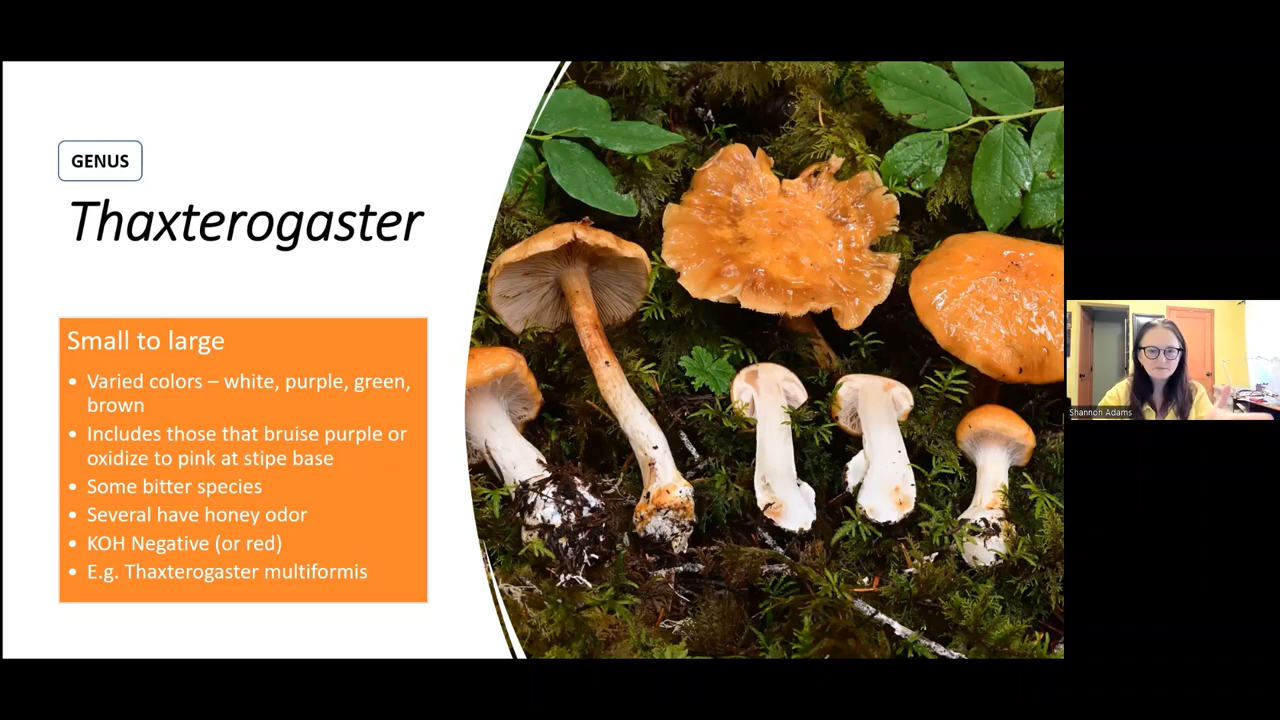 GENUS
Thaxterogaster
Small to large
• Varied colors – white, purple, green,
brown
• Includes those that bruise purple or
oxidize to pink at stipe base
• Some bitter species
• Several have honey odor
• KOH Negative (or red)
• E.g. Thaxterogaster multiformis
Shannon Adams